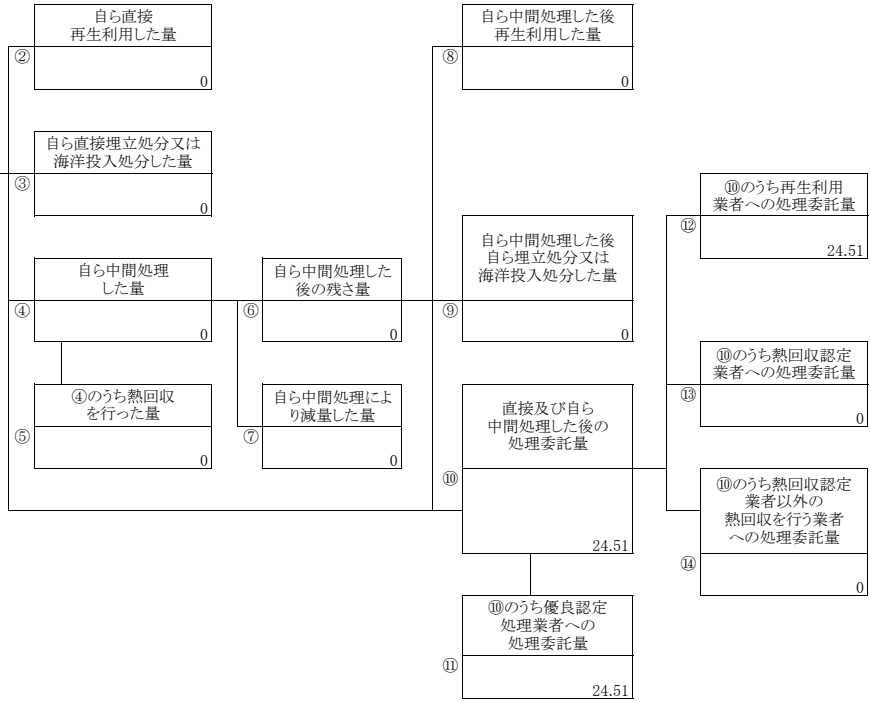 自ら直接
再生利用した量
②
0
自ら直接埋立処分又は
海洋投入処分した量
③
0
自ら中間処理
した量
④
0
④のうち熱回収
を行った量
⑤
0
自ら中間処理した
後の残さ量
⑥
0
自ら中間処理によ
り減量した量
⑦
0
自ら中間処理した後
再生利用した量
⑧
0
自ら中間処理した後
自ら埋立処分又は
海洋投入処分した量
⑨
0
直接及び自ら
中間処理した後の
処理委託量
⑩
24.51
⑩のうち優良認定
処理業者への
処理委託量
⑪
24.51
⑩のうち再生利用
業者への処理委託量
⑫
24.51
⑩のうち熱回収認定
業者への処理委託量
⑬
0
⑩のうち熱回収認定
業者以外の
熱回収を行う業者
への処理委託量
⑭
0